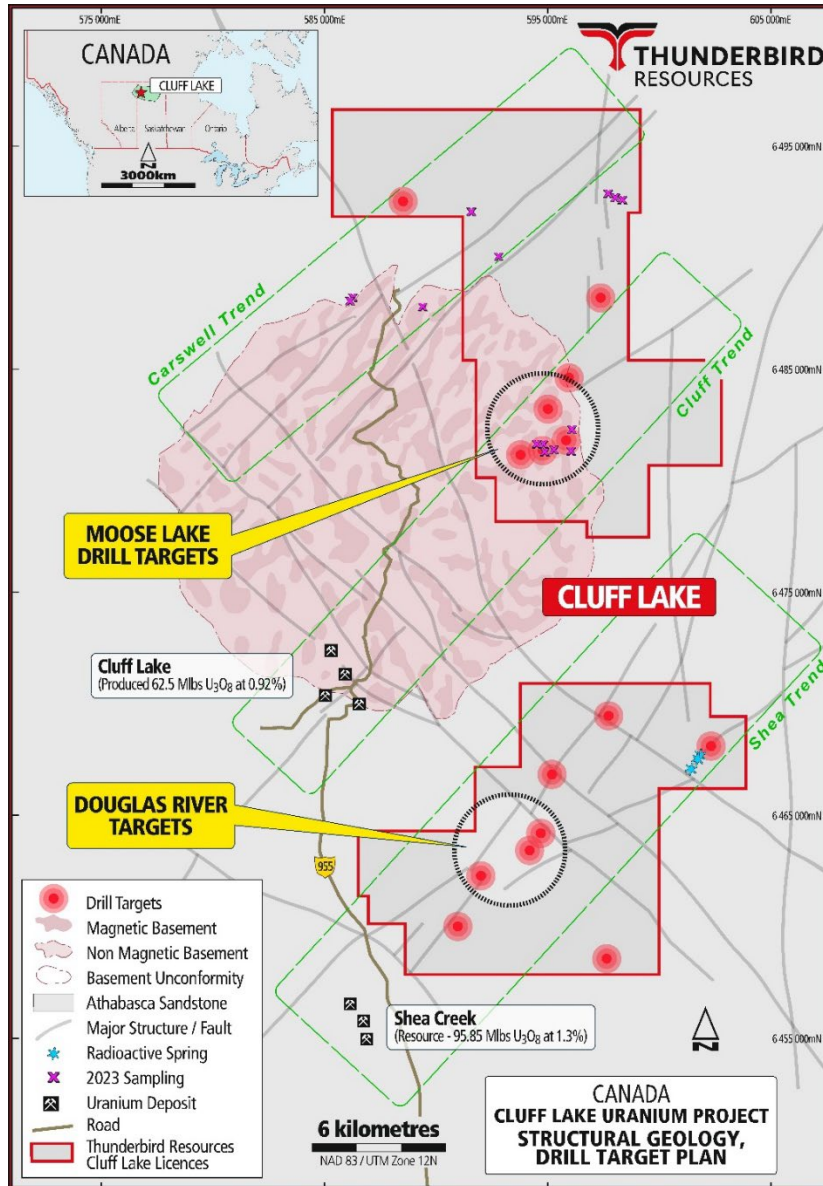 575 000mE
585 000mE
595 000mE
605 000mE
CANADA
CLUFF LAKE
Alberta
Saskatchewan
Ontario
N
3000km
THUNDERBIRD
RESOURCES
6 495 000mN
Carswell Trend
Cluff Trend
6 485 000mN
MOOSE LAKE
DRILL TARGETS
6 475 000mN
CLUFF LAKE
Cluff Lake
(Produced 62.5 Mlbs U₃O₈ at 0.92%)
Shea Trend
DOUGLAS RIVER
TARGETS
6 465 000mN
955
Drill Targets
Magnetic Basement
Non Magnetic Basement
Basement Unconformity
Athabasca Sandstone
Major Structure / Fault
Radioactive Spring
2023 Sampling
Uranium Deposit
Road
Thunderbird Resources
Cluff Lake Licences
Shea Creek
(Resource - 95.85 Mlbs U₃O₈ at 1.3%)
N
6 455 000mN
6 kilometres
NAD 83 / UTM Zone 12N
CANADA
CLUFF LAKE URANIUM PROJECT
STRUCTURAL GEOLOGY,
DRILL TARGET PLAN